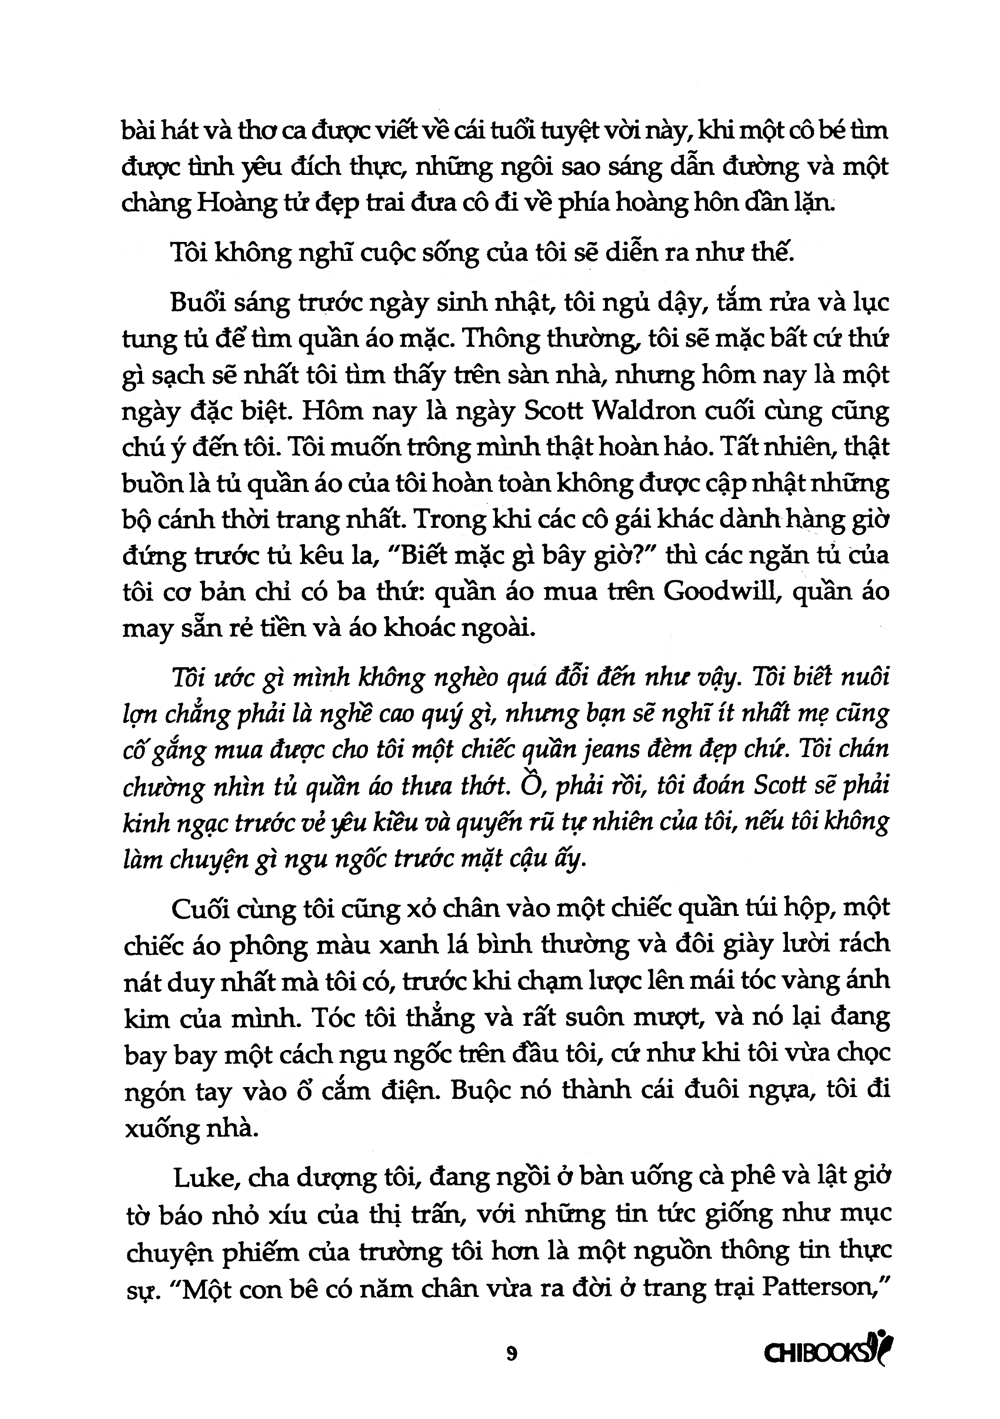 bài hát và thơ ca được viết về cái tuổi tuyệt vời này, khi một cô bé tìm
được tình yêu đích thực, những ngôi sao sáng dẫn đường và một
chàng Hoàng tử đẹp trai đưa cô đi về phía hoàng hôn dần lặn.
Tôi không nghĩ cuộc sống của tôi sẽ diễn ra như thế.
Buổi sáng trước ngày sinh nhật, tôi ngủ dậy, tắm rửa và lục
tung tủ để tìm quần áo mặc. Thông thường, tôi sẽ mặc bất cứ thứ
gì sạch sẽ nhất tôi tìm thấy trên sàn nhà, nhưng hôm nay là một
ngày đặc biệt. Hôm nay là ngày Scott Waldron cuối cùng cũng
chú ý đến tôi. Tôi muốn trông mình thật hoàn hảo. Tất nhiên, thật
buồn là tủ quần áo của tôi hoàn toàn không được cập nhật những
bộ cánh thời trang nhất. Trong khi các cô gái khác dành hàng giờ
đứng trước tủ kêu la, "Biết mặc gì bây giờ?" thì các ngăn tủ của
tôi cơ bản chỉ có ba thứ: quần áo mua trên Goodwill, quần áo
may sẵn rẻ tiền và áo khoác ngoài.
Tôi ước gì mình không nghèo quá đỗi đến như vậy. Tôi biết nuôi
lợn chẳng phải là nghề cao quý gì, nhưng bạn sẽ nghĩ ít nhất mẹ cũng
cố gắng mua được cho tôi một chiếc quần jeans đèm đẹp chứ. Tôi chán
chường nhìn tủ quần áo thưa thớt. Ồ, phải rồi, tôi đoán Scott sẽ phải
kinh ngạc trước vẻ yêu kiều và quyến rũ tự nhiên của tôi, nếu tôi không
làm chuyện gì ngu ngốc trước mặt cậu ấy.
Cuối cùng tôi cũng xỏ chân vào một chiếc quần túi hộp, một
chiếc áo phông màu xanh lá bình thường và đôi giày lười rách
nát duy nhất mà tôi có, trước khi chạm lược lên mái tóc vàng ánh
kim của mình. Tóc tôi thẳng và rất suôn mượt, và nó lại đang
bay bay một cách ngu ngốc trên đầu tôi, cứ như khi tôi vừa chọc
ngón tay vào ổ cắm điện. Buộc nó thành cái đuôi ngựa, tôi đi
xuống nhà.
Luke, cha dượng tôi, đang ngồi ở bàn uống cà phê và lật giở
tờ báo nhỏ xíu của thị trấn, với những tin tức giống như mục
chuyện phiếm của trường tôi hơn là một nguồn thông tin thực
sự. "Một con bê có năm chân vừa ra đời ở trang trại Patterson,"
9
CHIBOOKS